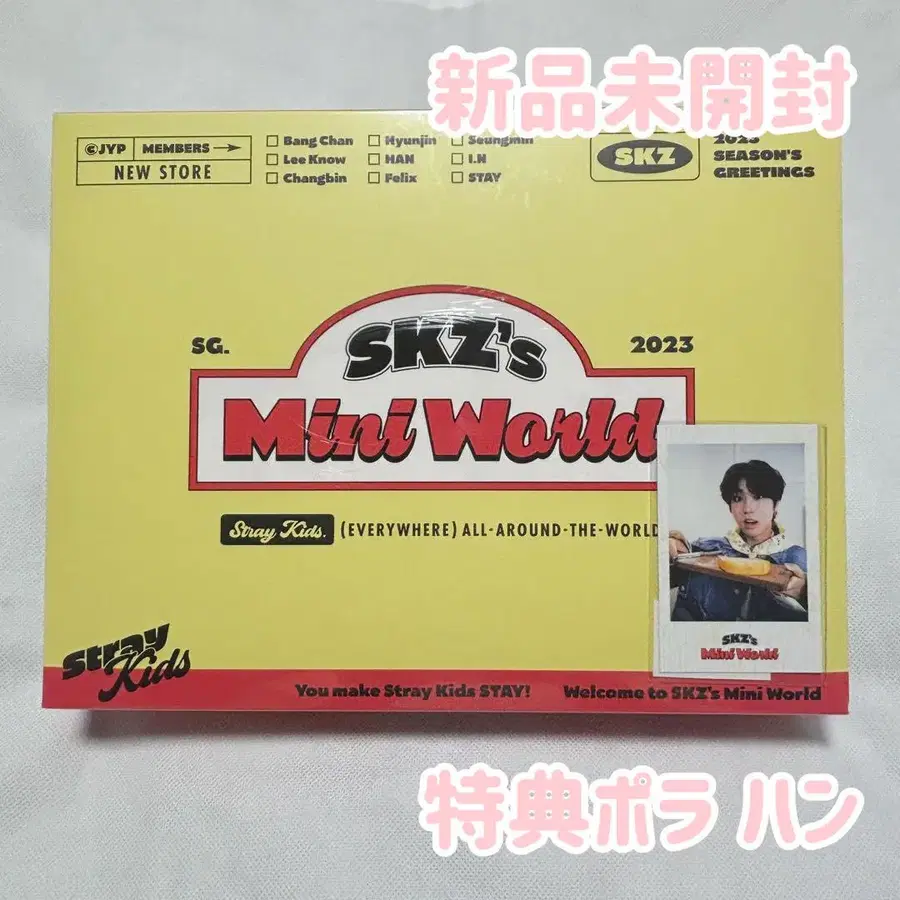 新品未開封
©JYP MEMBERS
NEW STORE
Bang Chan Hyunjin Seungmin
Lee Know HAN I.N
Changbin Felix STAY
SKZ
2023
SEASON'S
GREETINGS
SG. 2023
SKZ's
Mini World
Stray Kids. (EVERYWHERE) ALL-AROUND-THE-WORLD
SKZ's
Mini World
Stray
Kids
You make Stray Kids STAY! Welcome to SKZ's Mini World
特典ポラ ハン